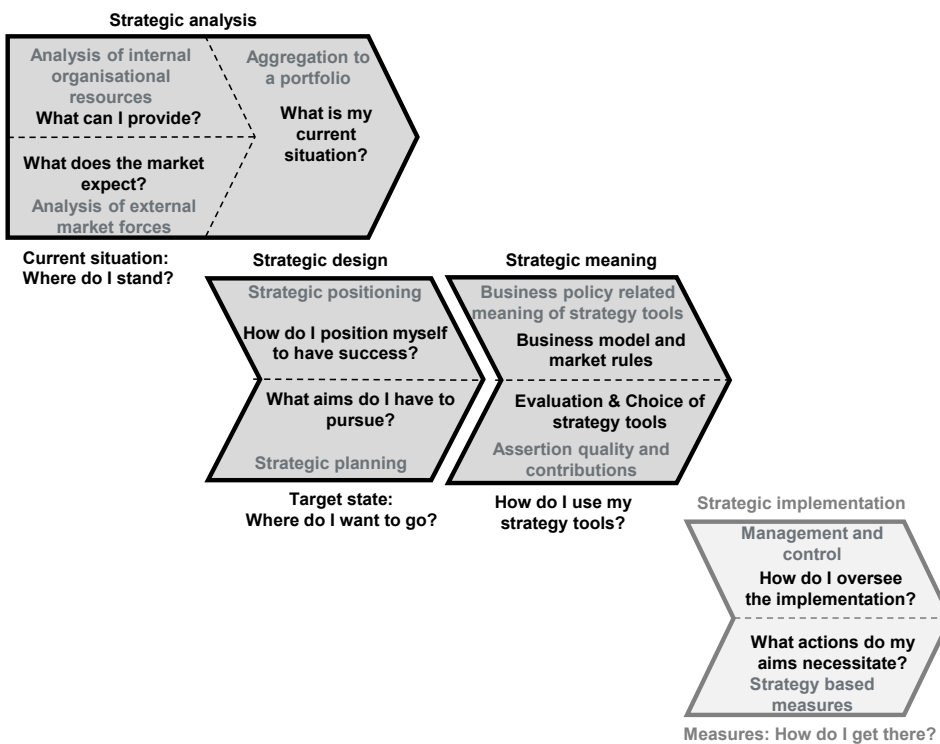 Strategic analysis
Analysis of internal
organisational
resources
What can I provide?
What does the market
expect?
Analysis of external
market forces
Aggregation to
a portfolio
What is my
current
situation?
Current situation:
Where do I stand?
Strategic design
Strategic positioning
How do I position myself
to have success?
What aims do I have to
pursue?
Strategic planning
Target state:
Where do I want to go?
Strategic meaning
Business policy related
meaning of strategy tools
Business model and
market rules
Evaluation & Choice of
strategy tools
Assertion quality and
contributions
How do I use my
strategy tools?
Strategic implementation
Management and
control
How do I oversee
the implementation?
What actions do my
aims necessitate?
Strategy based
measures
Measures: How do I get there?